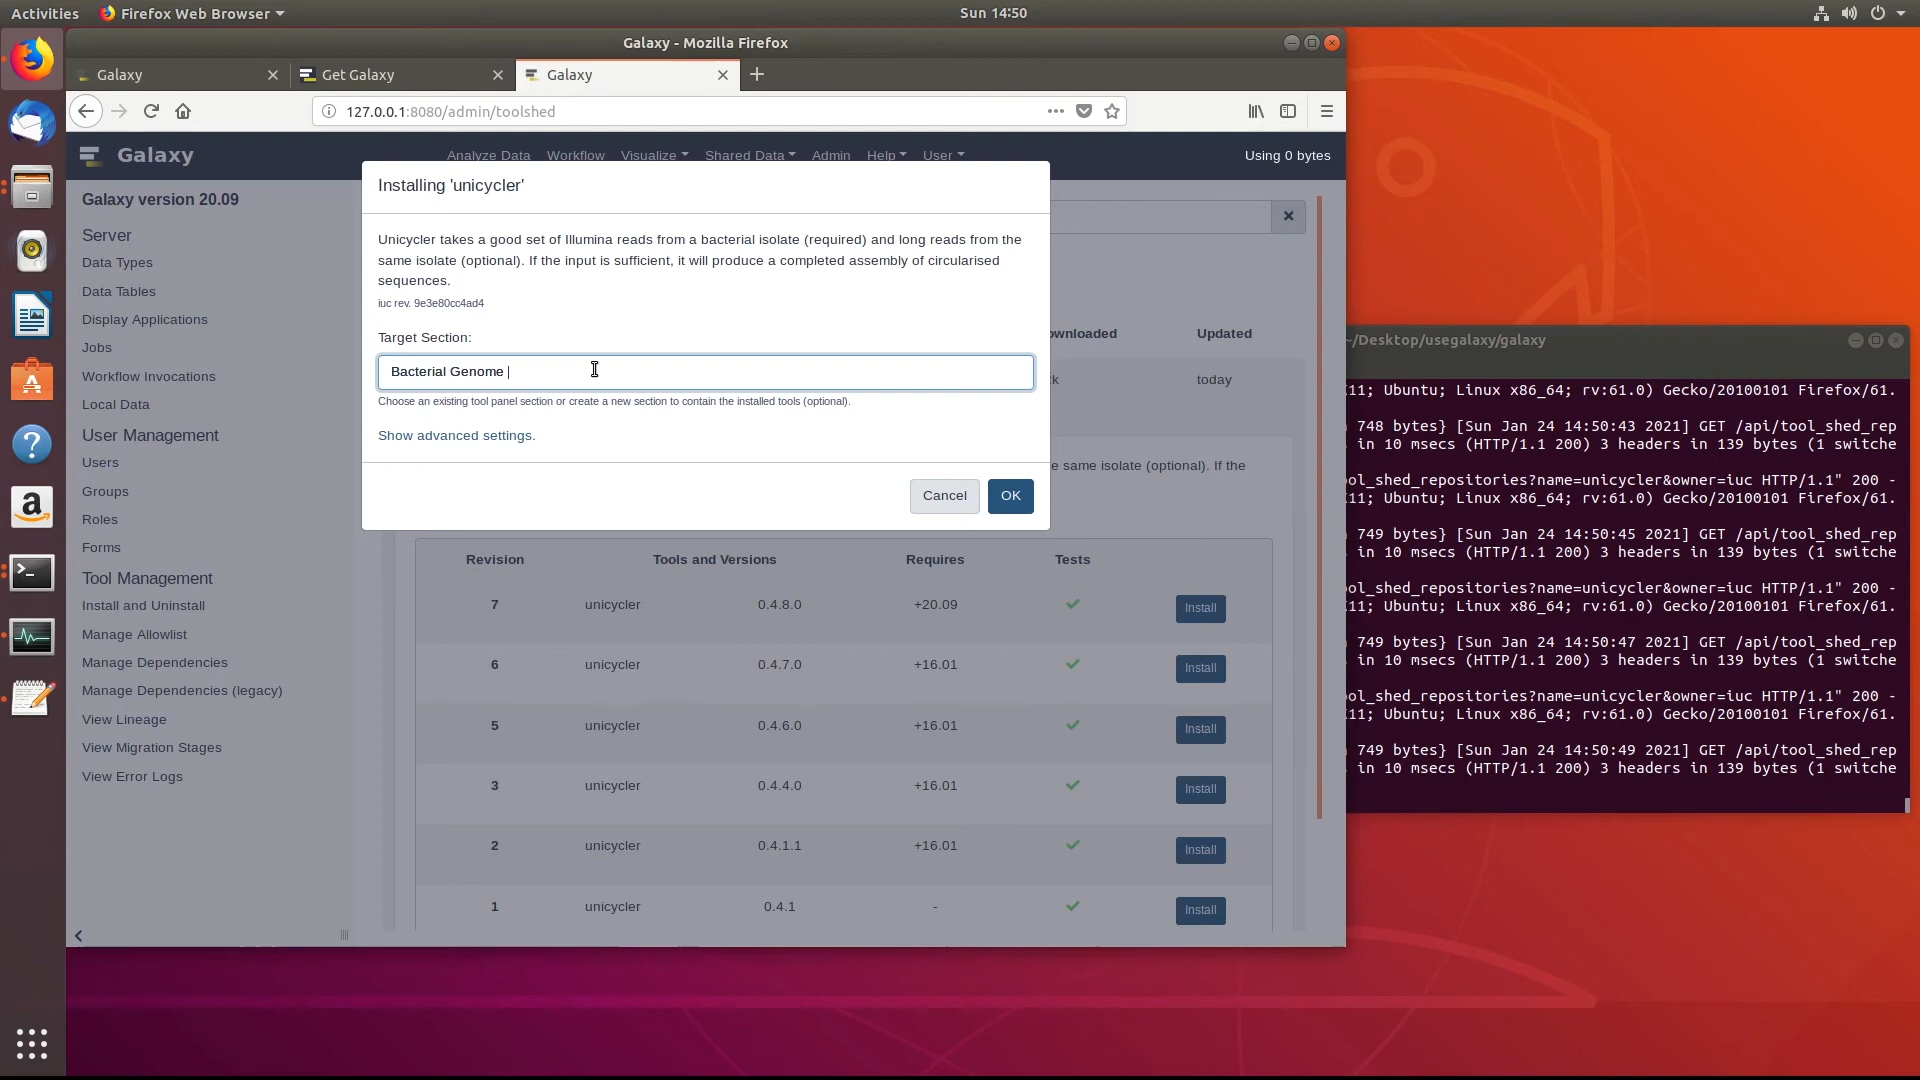 Activities Firefox Web Browser Sun 14:50
Galaxy - Mozilla Firefox
Galaxy Get Galaxy Galaxy
127.0.0.1:8080/admin/toolshed
Galaxy Analyze Data Workflow Visualize Shared Data Admin Help User Using 0 bytes
Galaxy version 20.09
Server
Data Types
Data Tables
Display Applications
Jobs
Workflow Invocations
Local Data
User Management
Users
Groups
Roles
Forms
Tool Management
Install and Uninstall
Manage Allowlist
Manage Dependencies
Manage Dependencies (legacy)
View Lineage
View Migration Stages
View Error Logs
Installing 'unicycler'
Unicycler takes a good set of Illumina reads from a bacterial isolate (required) and long reads from the
same isolate (optional). If the input is sufficient, it will produce a completed assembly of circularised
sequences.
iuc rev. 9e3e80cc4ad4
Target Section:
Bacterial Genome
Choose an existing tool panel section or create a new section to contain the installed tools (optional).
Show advanced settings.
Cancel OK
ownloaded Updated
k today
e same isolate (optional). If the
Revision Tools and Versions Requires Tests
7 unicycler 0.4.8.0 +20.09 Install
6 unicycler 0.4.7.0 +16.01 Install
5 unicycler 0.4.6.0 +16.01 Install
3 unicycler 0.4.4.0 +16.01 Install
2 unicycler 0.4.1.1 +16.01 Install
1 unicycler 0.4.1 - Install
~/Desktop/usegalaxy/galaxy
11; Ubuntu; Linux x86_64; rv:61.0) Gecko/20100101 Firefox/61.
748 bytes} [Sun Jan 24 14:50:43 2021] GET /api/tool_shed_rep
in 10 msecs (HTTP/1.1 200) 3 headers in 139 bytes (1 switche
ol_shed_repositories?name=unicycler&owner=iuc HTTP/1.1" 200 -
11; Ubuntu; Linux x86_64; rv:61.0) Gecko/20100101 Firefox/61.
749 bytes} [Sun Jan 24 14:50:45 2021] GET /api/tool_shed_rep
in 10 msecs (HTTP/1.1 200) 3 headers in 139 bytes (1 switche
ol_shed_repositories?name=unicycler&owner=iuc HTTP/1.1" 200 -
11; Ubuntu; Linux x86_64; rv:61.0) Gecko/20100101 Firefox/61.
749 bytes} [Sun Jan 24 14:50:47 2021] GET /api/tool_shed_rep
in 10 msecs (HTTP/1.1 200) 3 headers in 139 bytes (1 switche
ol_shed_repositories?name=unicycler&owner=iuc HTTP/1.1" 200 -
11; Ubuntu; Linux x86_64; rv:61.0) Gecko/20100101 Firefox/61.
749 bytes} [Sun Jan 24 14:50:49 2021] GET /api/tool_shed_rep
in 10 msecs (HTTP/1.1 200) 3 headers in 139 bytes (1 switche